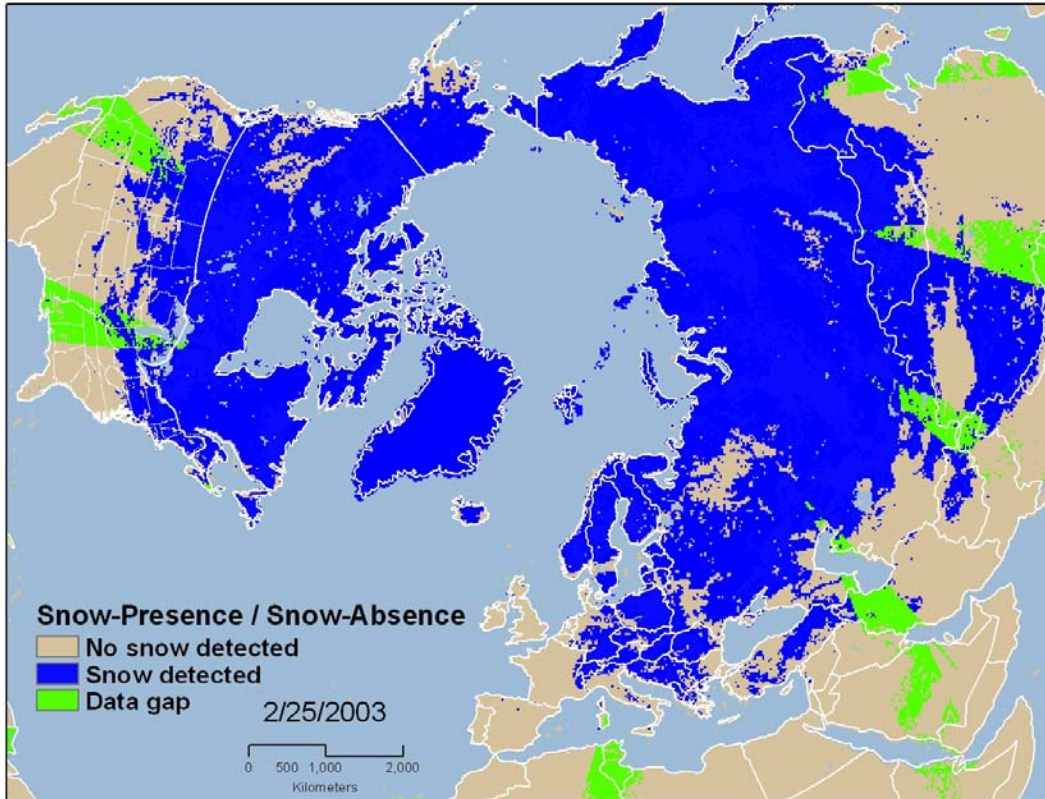 Snow-Presence / Snow-Absence
No snow detected
Snow detected
Data gap
2/25/2003
0 500 1,000 2,000
Kilometers